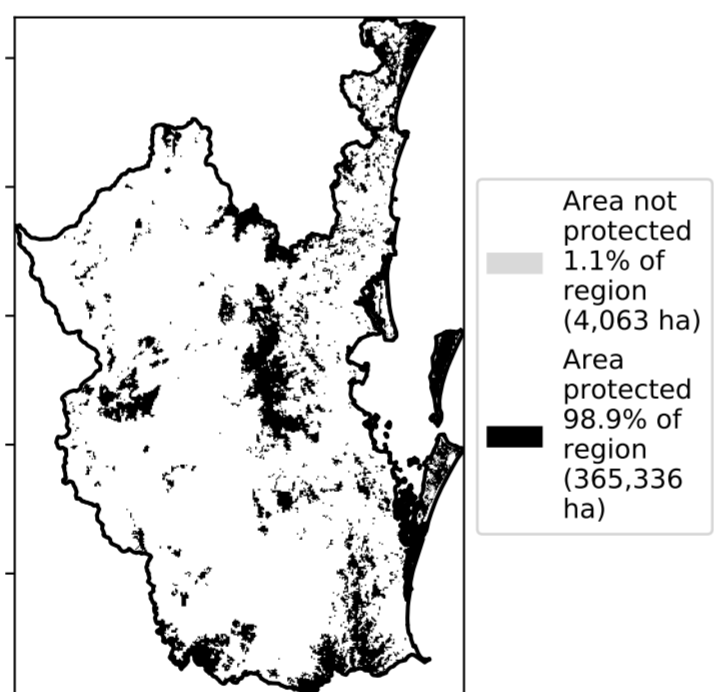 Area not
protected
1.1% of
region
(4,063 ha)
Area
protected
98.9% of
region
(365,336
ha)